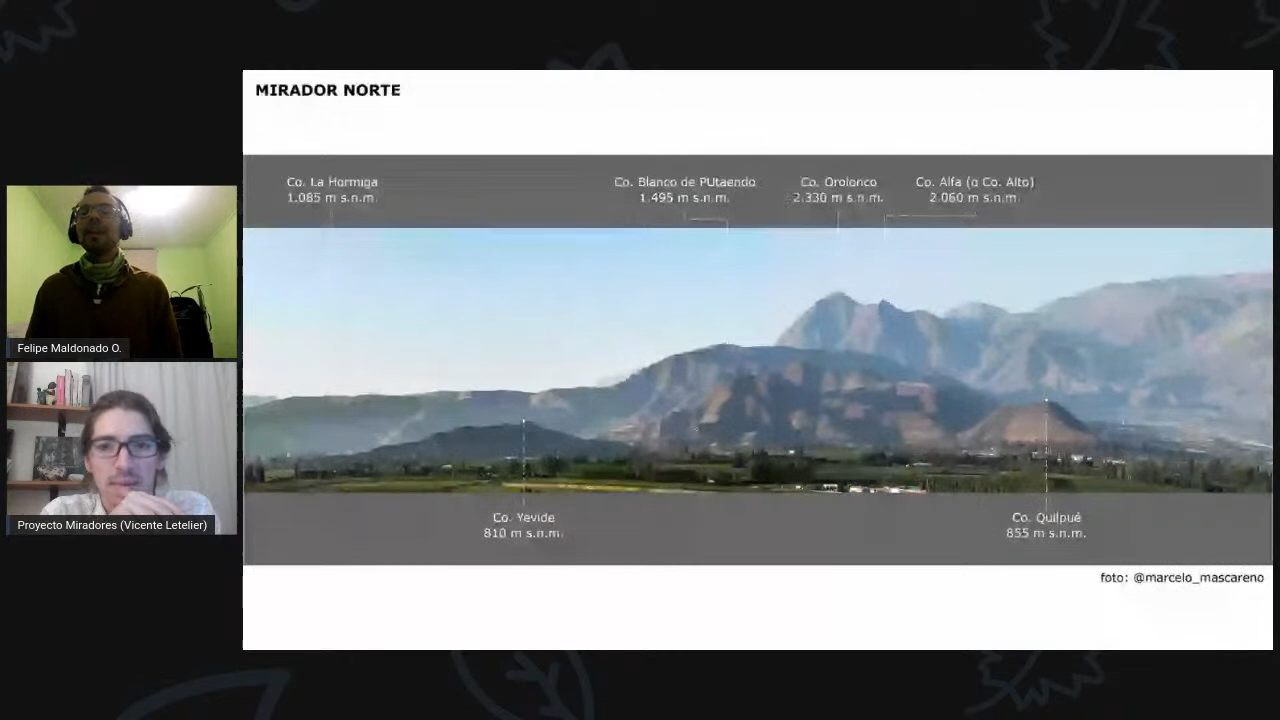 MIRADOR NORTE
Co. La Hormiga
1.085 m s.n.m.
Co. Blanco de PUtaendo
1.495 m s.n.m.
Co. Orolonco
2.330 m s.n.m.
Co. Alfa (o Co. Alto)
2.060 m s.n.m.
Felipe Maldonado O.
Proyecto Miradores (Vicente Letelier)
Co. Yevide
810 m s.n.m.
Co. Quilpué
855 m s.n.m.
foto: @marcelo_mascareno